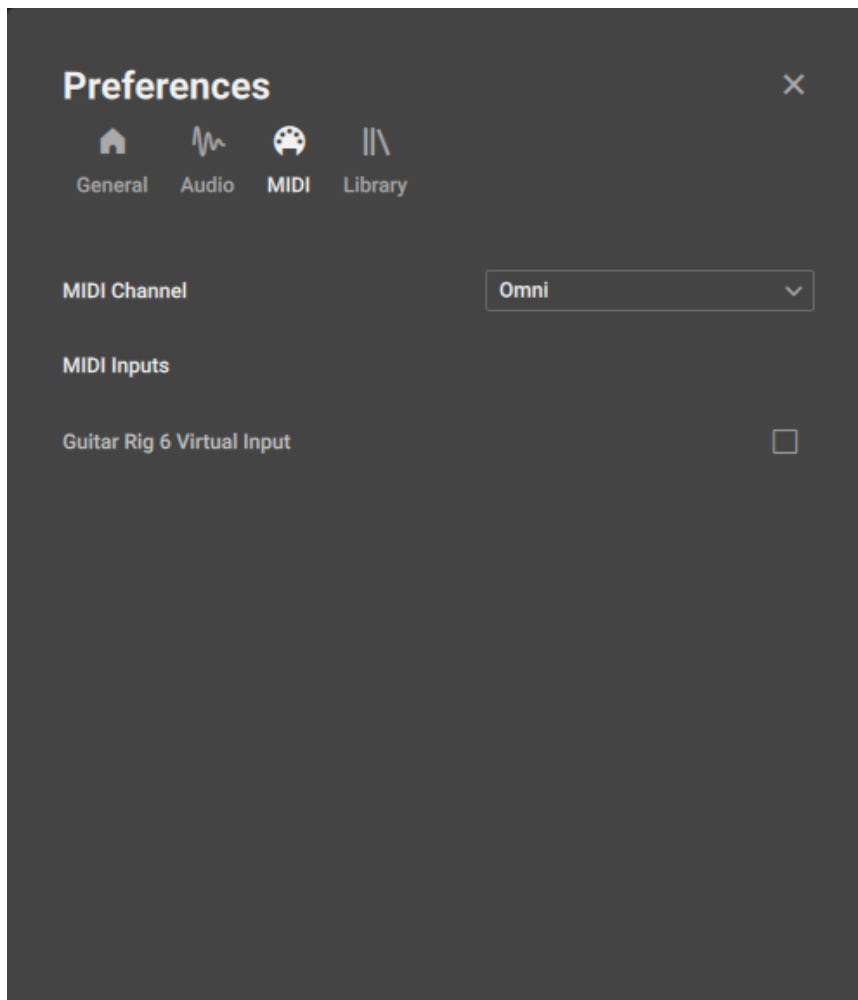 Preferences
General Audio MIDI Library
MIDI Channel Omni
MIDI Inputs
Guitar Rig 6 Virtual Input